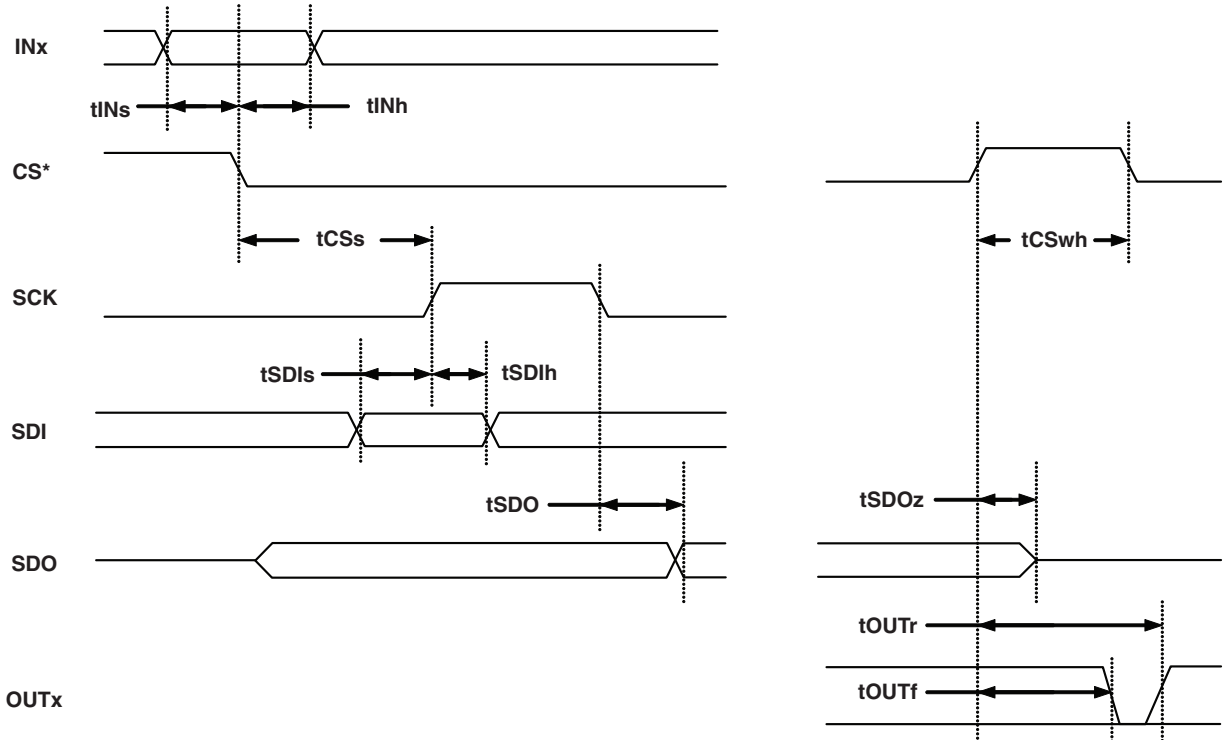 INx
tINs
tINh
CS*
tCSs
tCSwh
SCK
tSDIs
tSDIh
SDI
tSDO
tSDOz
SDO
tOUTr
tOUTf
OUTx